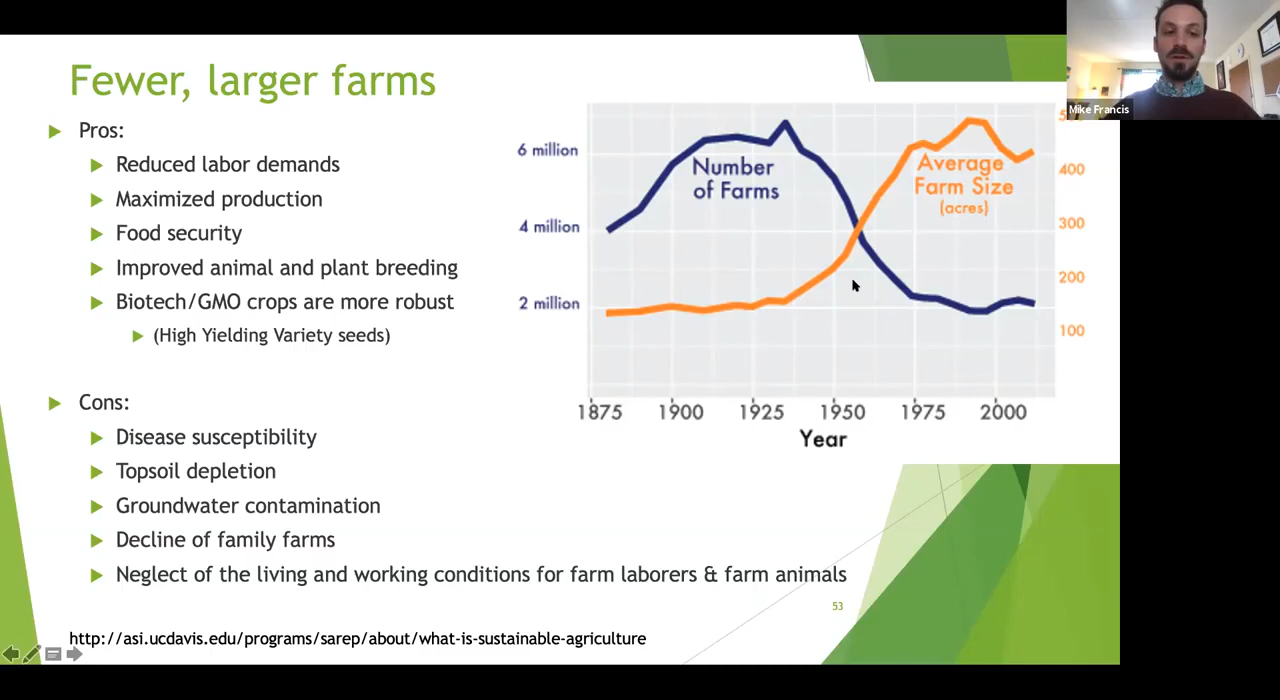 Fewer, larger farms
Pros:
Reduced labor demands
Maximized production
Food security
Improved animal and plant breeding
Biotech/GMO crops are more robust
(High Yielding Variety seeds)
Cons:
Disease susceptibility
Topsoil depletion
Groundwater contamination
Decline of family farms
Neglect of the living and working conditions for farm laborers & farm animals
53
http://asi.ucdavis.edu/programs/sarep/about/what-is-sustainable-agriculture
6 million
4 million
2 million
Number
of Farms
Average
Farm Size
(acres)
400
300
200
100
1875 1900 1925 1950 1975 2000
Year
Mike Francis